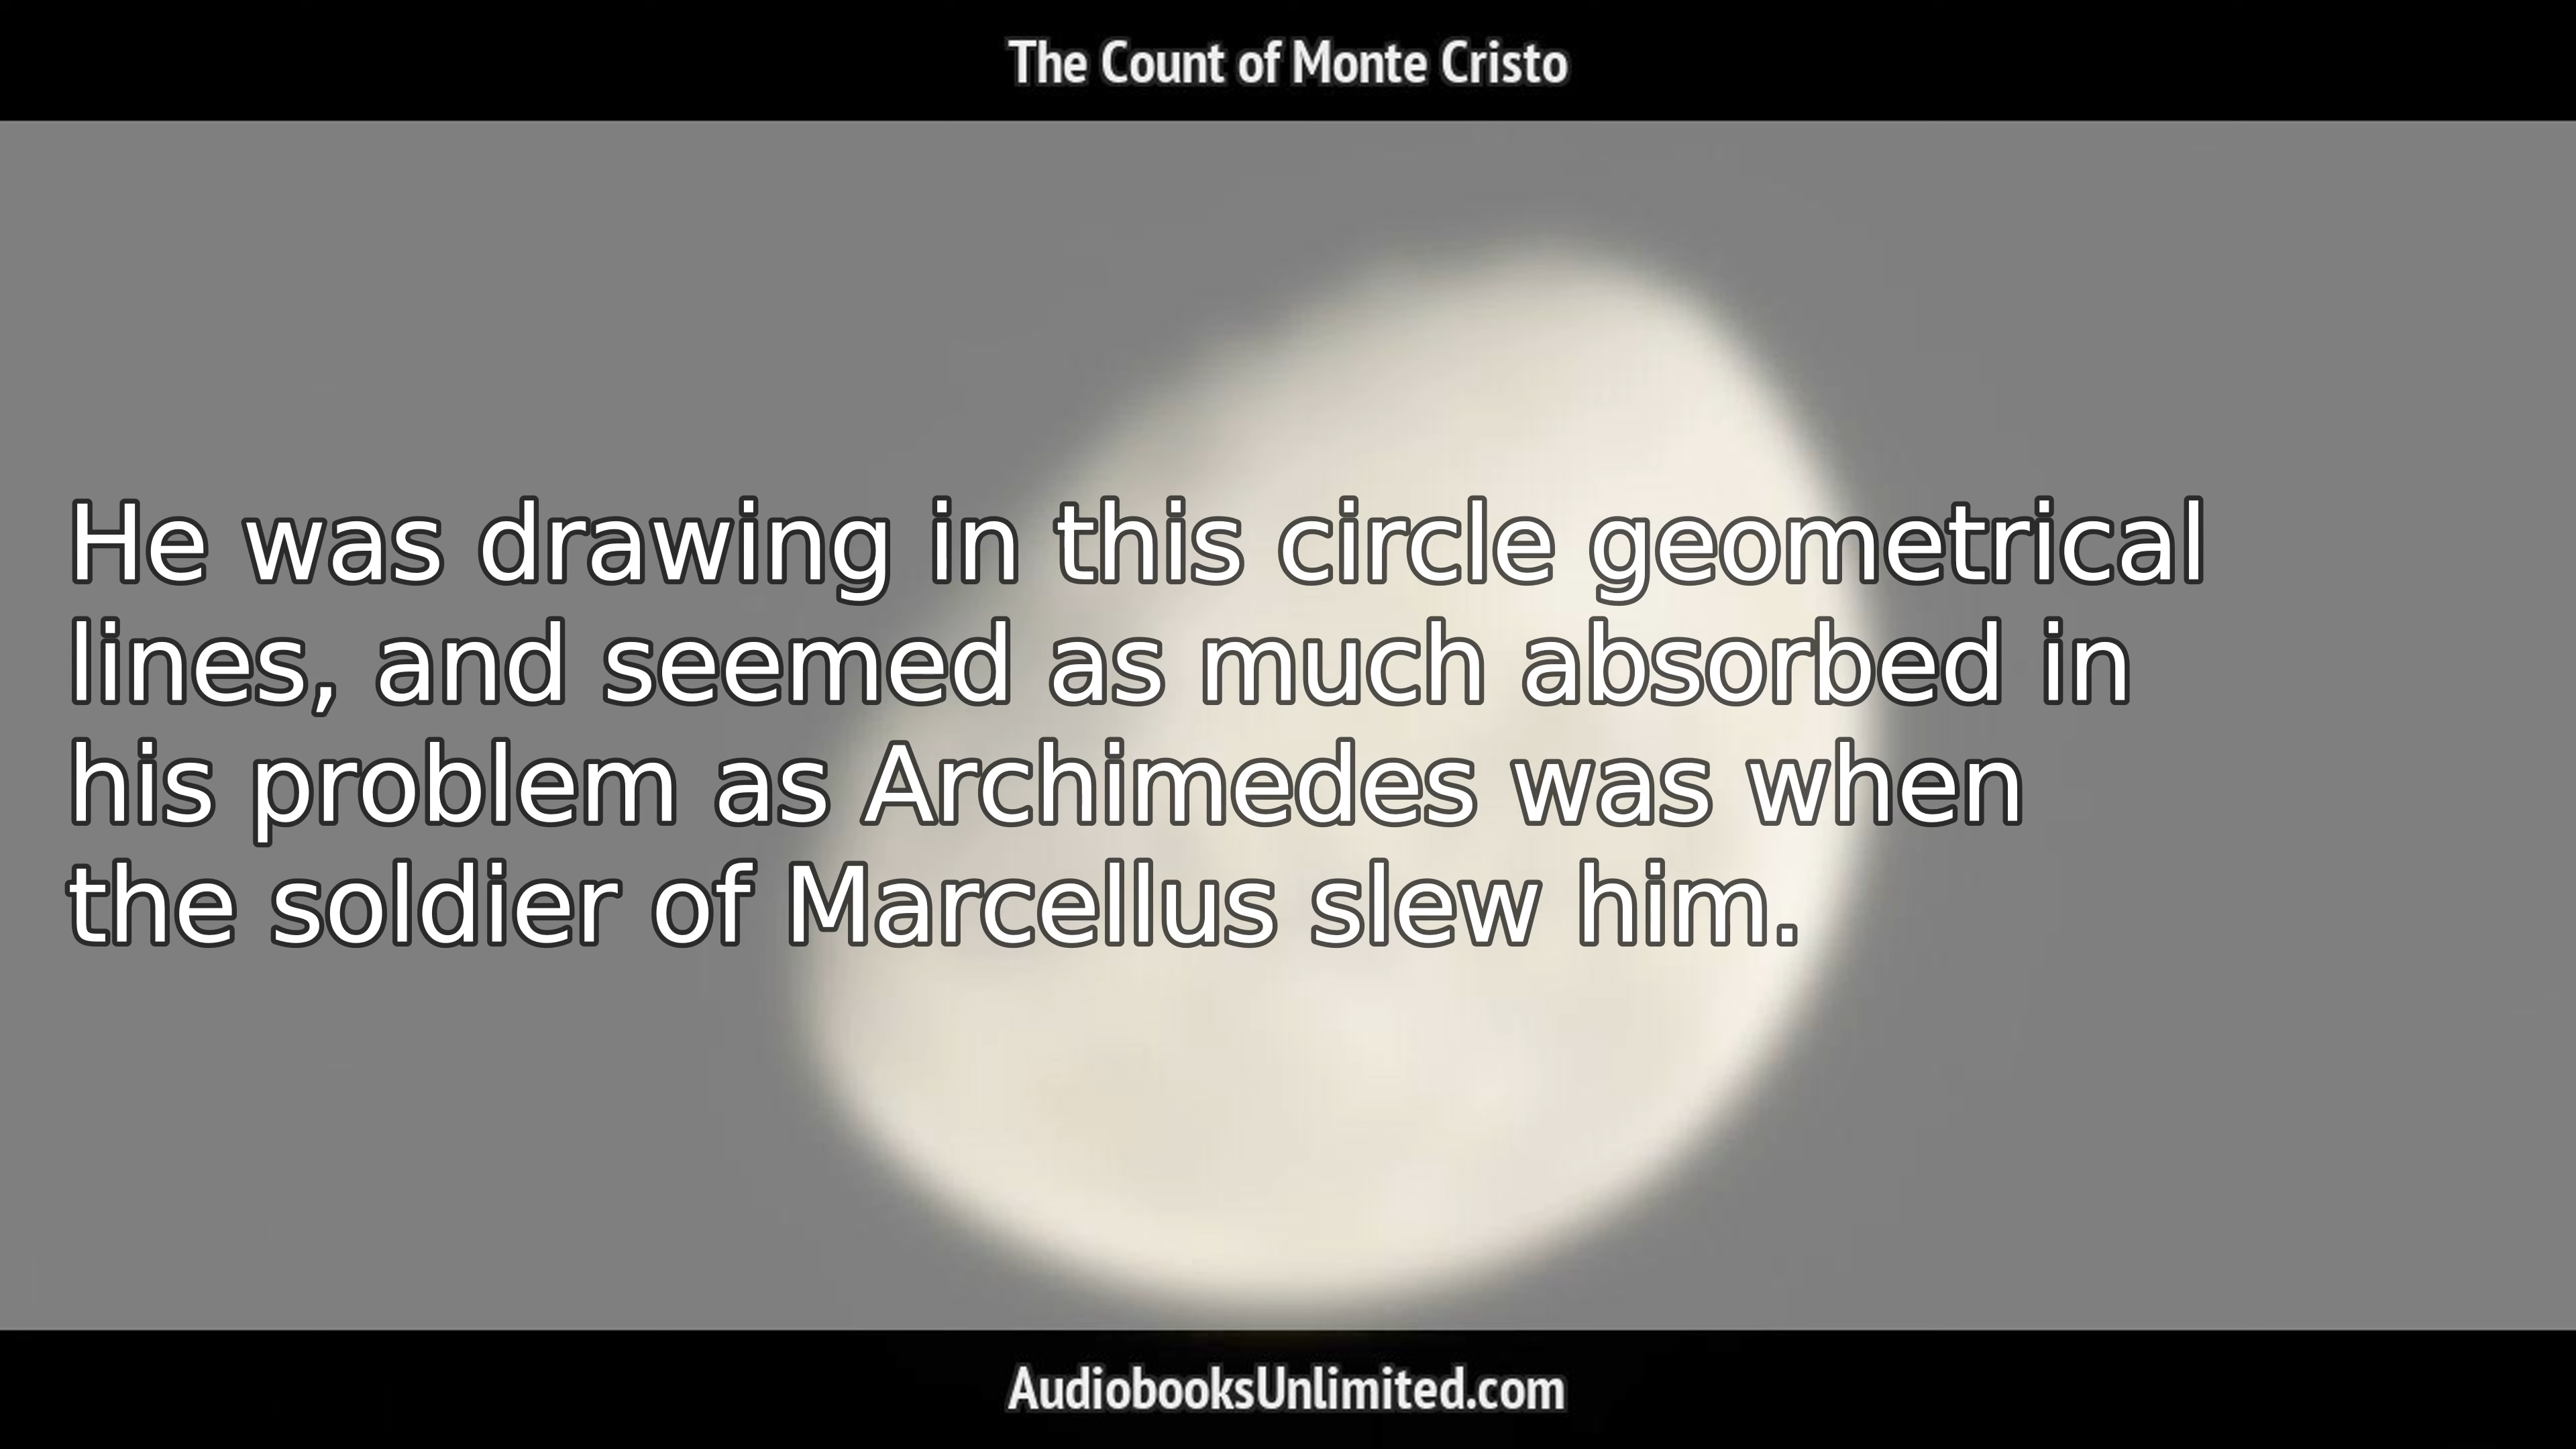 The Count of Monte Cristo
He was drawing in this circle geometrical
lines, and seemed as much absorbed in
his problem as Archimedes was when
the soldier of Marcellus slew him.
AudiobooksUnlimited.com